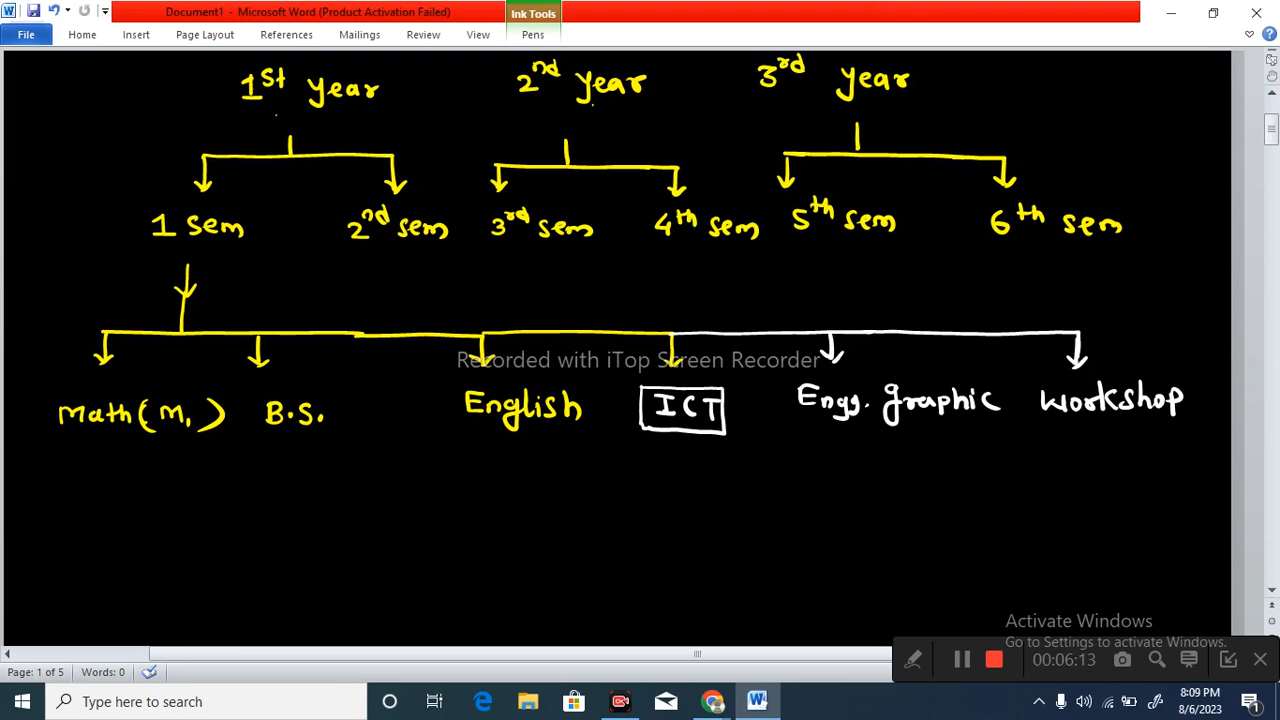 Document1 - Microsoft Word (Product Activation Failed)
Ink Tools
File Home Insert Page Layout References Mailings Review View Pens
1st year 2nd year 3rd year
1 sem 2nd sem 3rd sem 4th sem 5th sem 6th sem
Recorded with iTop Screen Recorder
Math(M1) B.S. English ICT Engg. graphic workshop
Activate Windows
Go to Settings to activate Windows.
Page: 1 of 5 Words: 0
00:06:13
Type here to search
8:09 PM
8/6/2023
1